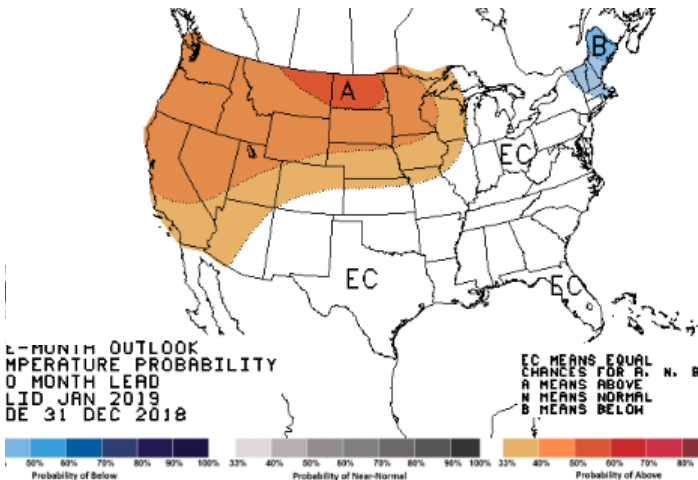 B
A
EC
EC
EC
E-MONTH OUTLOOK
MPERATURE PROBABILITY
0 MONTH LEAD
LID JAN 2019
DE 31 DEC 2018
EC MEANS EQUAL
CHANCES FOR A, N, B
A MEANS ABOVE
N MEANS NORMAL
B MEANS BELOW
50% 60% 70% 80% 90% 100%
Probability of Below
33% 40% 50% 60% 70% 80% 90% 100%
Probability of Near-Normal
33% 40% 50% 60% 70% 80%
Probability of Above